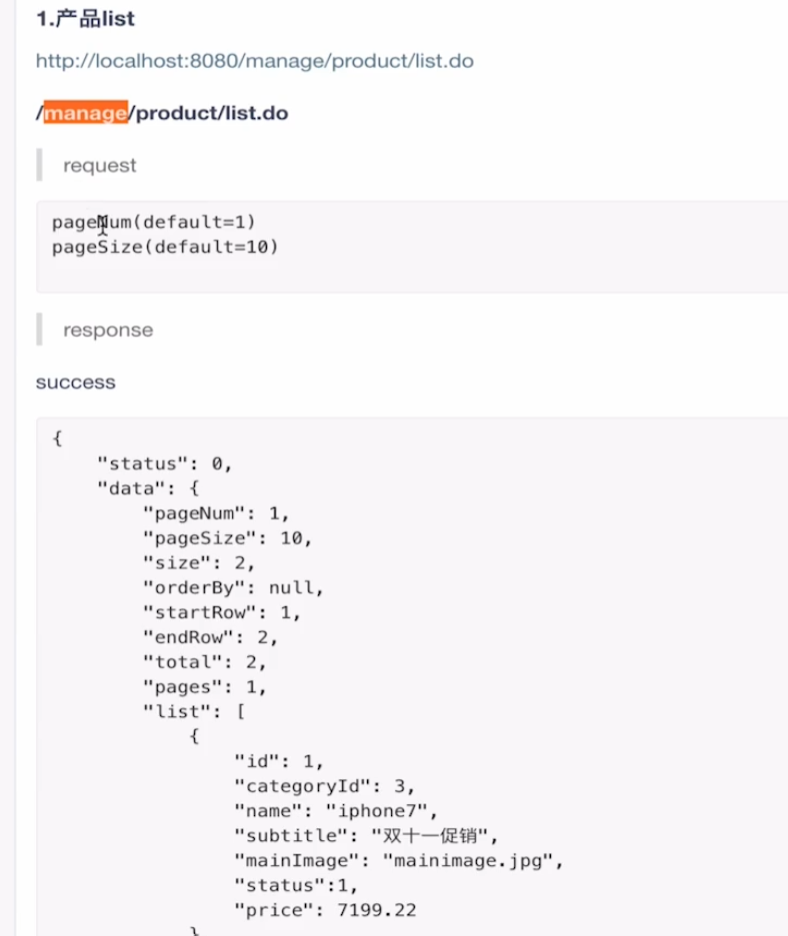 1.产品list
http://localhost:8080/manage/product/list.do
/manage/product/list.do
request
pageNum(default=1)
pageSize(default=10)
response
success
{
"status": 0,
"data": {
"pageNum": 1,
"pageSize": 10,
"size": 2,
"orderBy": null,
"startRow": 1,
"endRow": 2,
"total": 2,
"pages": 1,
"list": [
{
"id": 1,
"categoryId": 3,
"name": "iphone7",
"subtitle": "双十一促销",
"mainImage": "mainimage.jpg",
"status":1,
"price": 7199.22
}